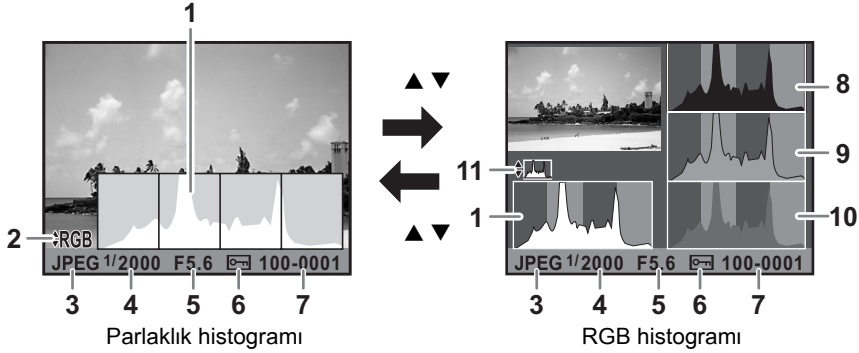 1
2
RGB
JPEG 1/2000 F5.6 100-0001
3 4 5 6 7
Parlaklık histogramı
▲ ▼
▲ ▼
8
9
10
11
1
JPEG 1/2000 F5.6 100-0001
3 4 5 6 7
RGB histogramı